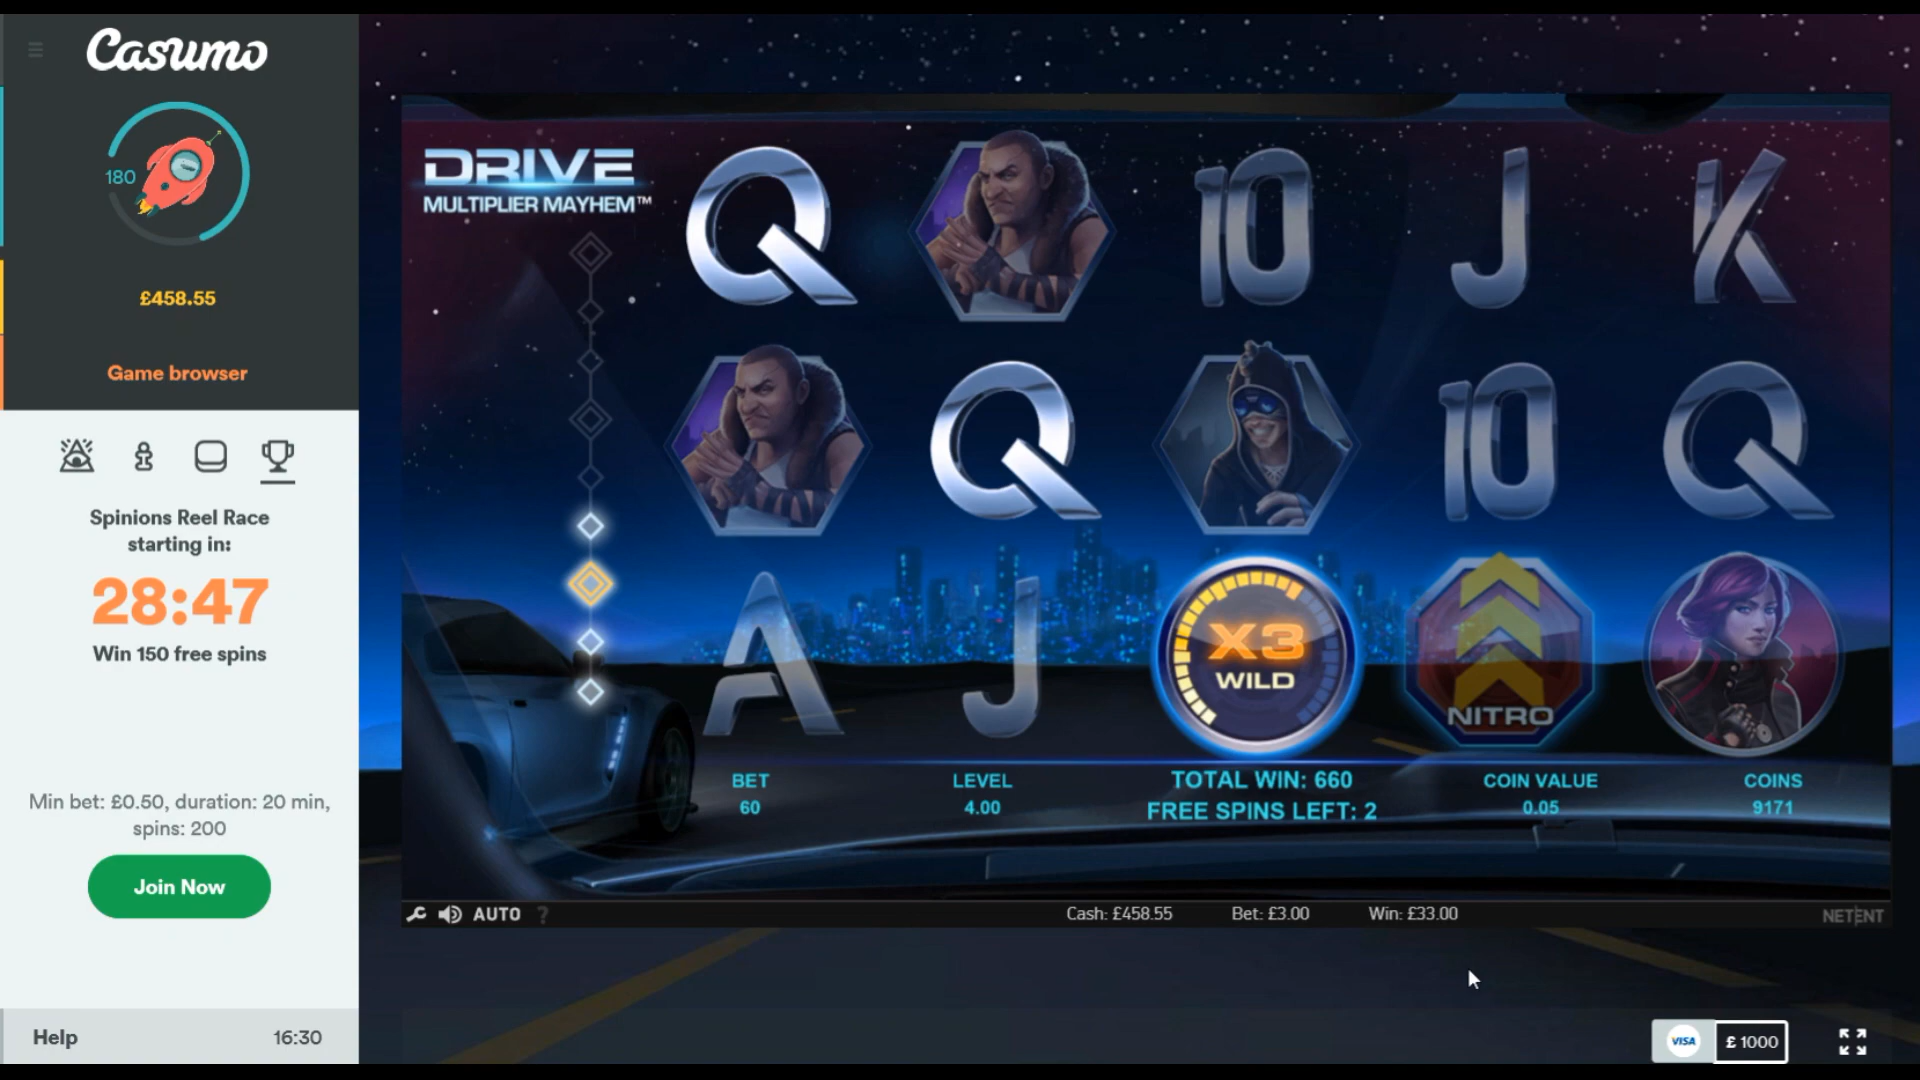 Casumo
180
£458.55
Game browser
Spinions Reel Race
starting in:
28:47
Win 150 free spins
Min bet: £0.50, duration: 20 min,
spins: 200
Join Now
Help
16:30
DRIVE
MULTIPLIER MAYHEM™
Q
10
J
K
Q
10
Q
A
J
X3
WILD
NITRO
BET
60
LEVEL
4.00
TOTAL WIN: 660
FREE SPINS LEFT: 2
COIN VALUE
0.05
COINS
9171
AUTO ?
Cash: £458.55
Bet: £3.00
Win: £33.00
NETENT
VISA
£ 1000